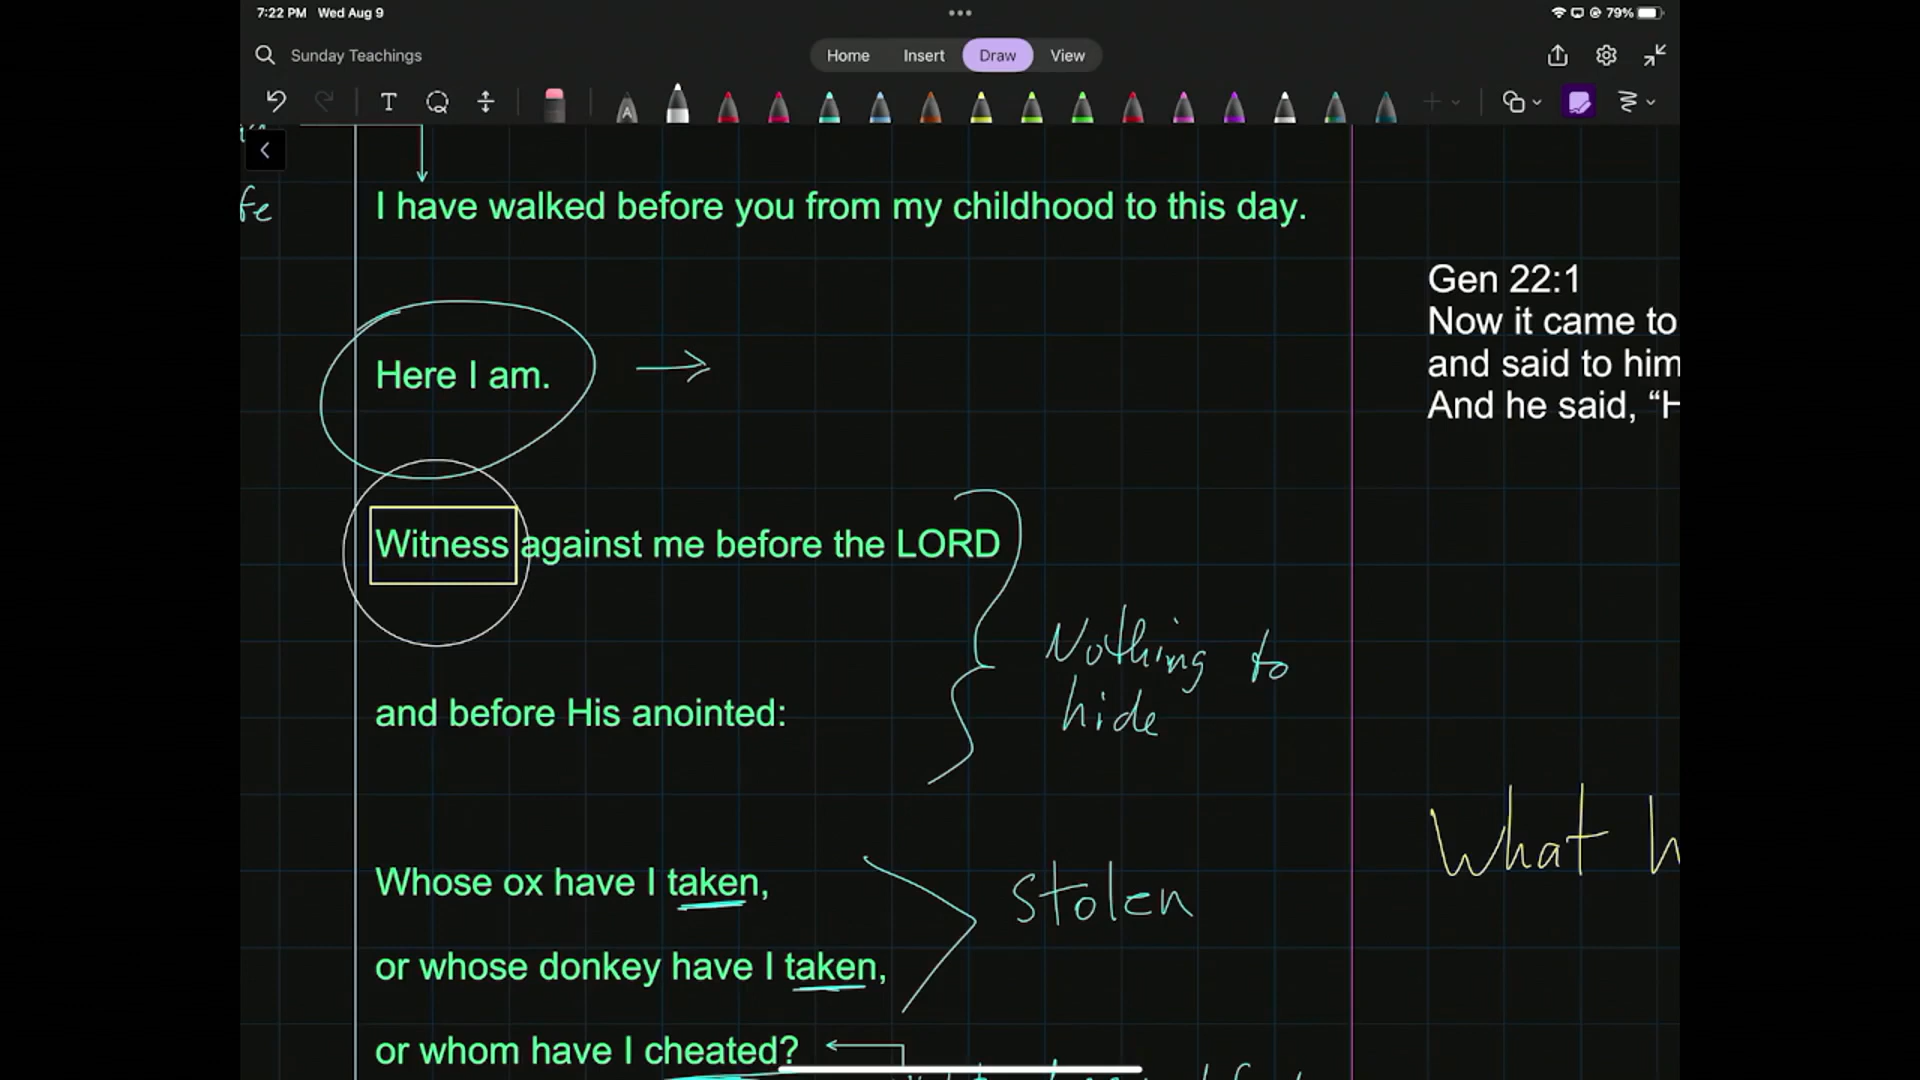 7:22 PM Wed Aug 9
79%
Sunday Teachings
Home Insert Draw View
T
A
fe
I have walked before you from my childhood to this day.
Here I am.
Witness against me before the LORD
and before His anointed:
Nothing to
hide
Whose ox have I taken,
or whose donkey have I taken,
stolen
or whom have I cheated?
Gen 22:1
Now it came to
and said to him
And he said, “H
What h